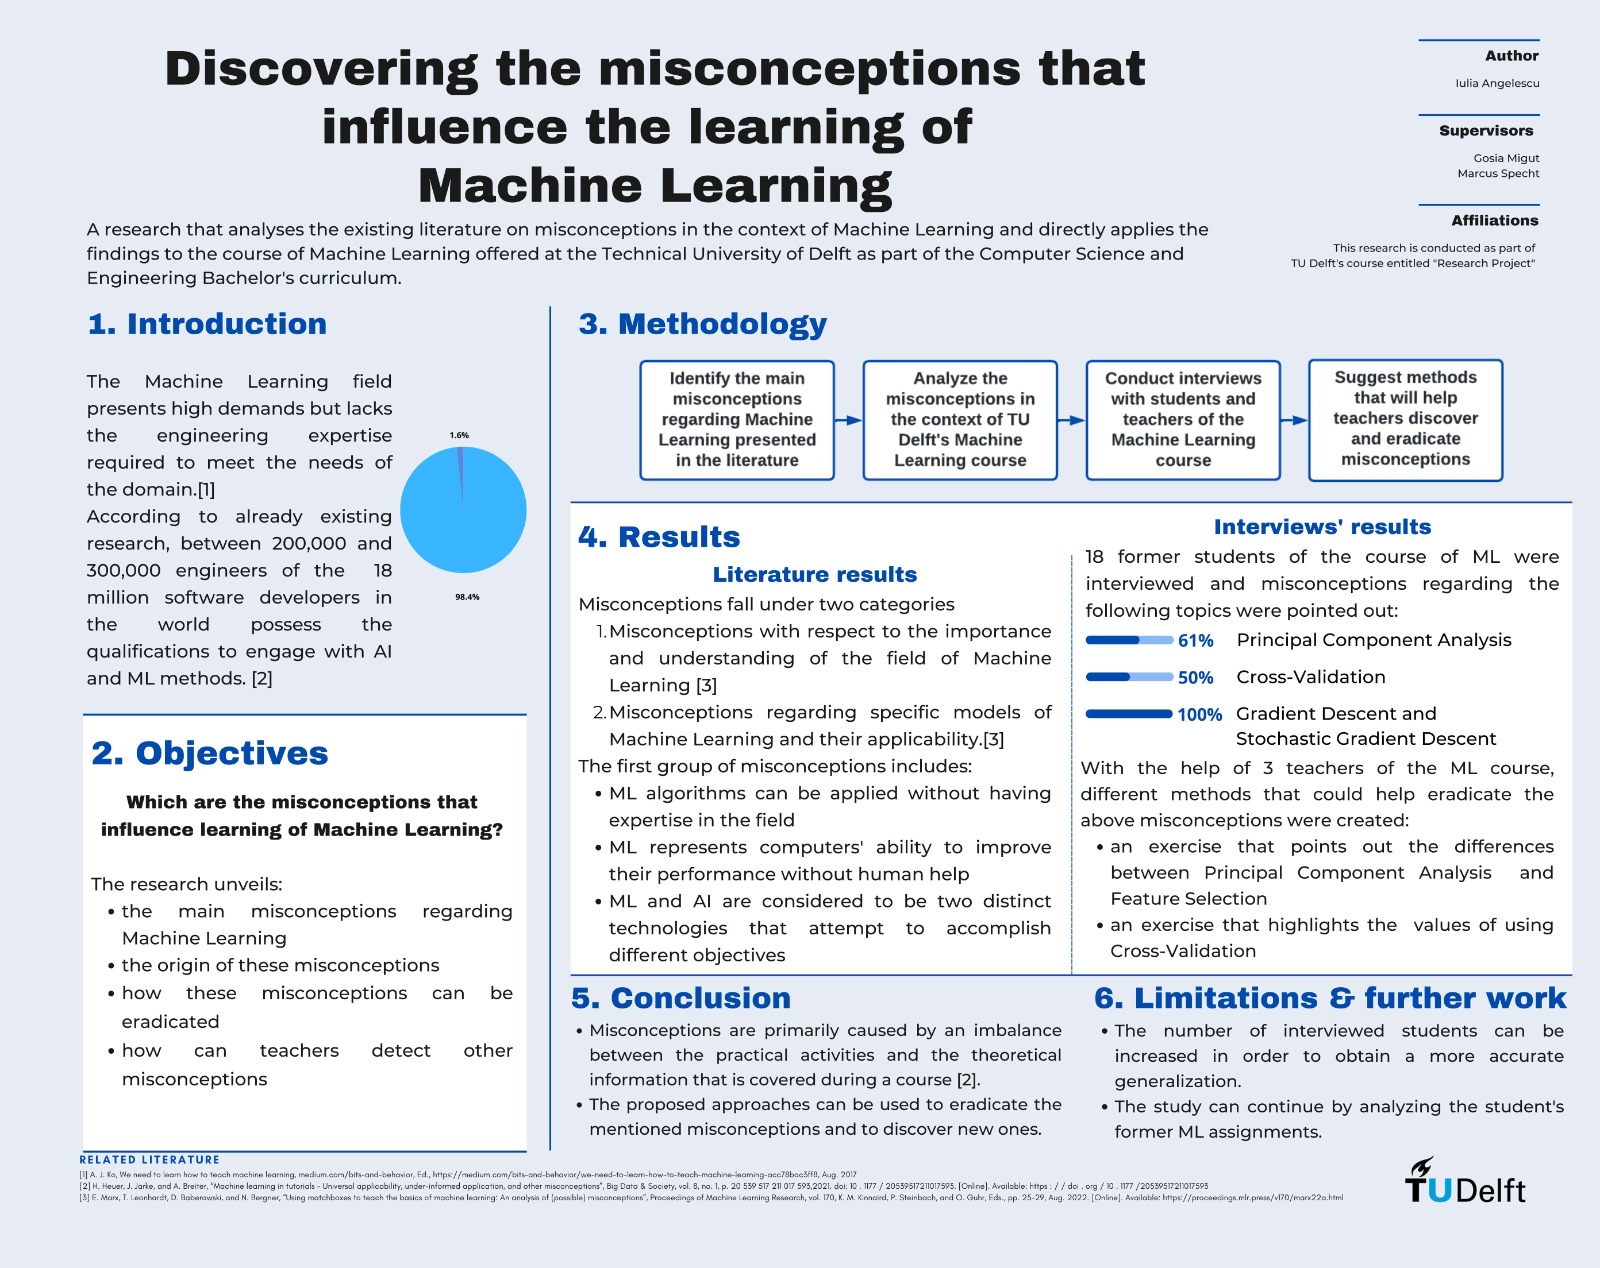 Discovering the misconceptions that
influence the learning of
Machine Learning
A research that analyses the existing literature on misconceptions in the context of Machine Learning and directly applies the
findings to the course of Machine Learning offered at the Technical University of Delft as part of the Computer Science and
Engineering Bachelor's curriculum.
Author
Iulia Angelescu
Supervisors
Gosia Migut
Marcus Specht
Affiliations
This research is conducted as part of
TU Delft's course entitled "Research Project"
1. Introduction
The Machine Learning field
presents high demands but lacks
the engineering expertise
required to meet the needs of
the domain.[1]
According to already existing
research, between 200,000 and
300,000 engineers of the 18
million software developers in
the world possess the
qualifications to engage with AI
and ML methods. [2]
1.6%
98.4%
2. Objectives
Which are the misconceptions that
influence learning of Machine Learning?
The research unveils:
• the main misconceptions regarding
Machine Learning
• the origin of these misconceptions
• how these misconceptions can be
eradicated
• how can teachers detect other
misconceptions
3. Methodology
Identify the main
misconceptions
regarding Machine
Learning presented
in the literature
Analyze the
misconceptions in
the context of TU
Delft's Machine
Learning course
Conduct interviews
with students and
teachers of the
Machine Learning
course
Suggest methods
that will help
teachers discover
and eradicate
misconceptions
4. Results
Literature results
Misconceptions fall under two categories
1. Misconceptions with respect to the importance
and understanding of the field of Machine
Learning [3]
2. Misconceptions regarding specific models of
Machine Learning and their applicability.[3]
The first group of misconceptions includes:
• ML algorithms can be applied without having
expertise in the field
• ML represents computers' ability to improve
their performance without human help
• ML and AI are considered to be two distinct
technologies that attempt to accomplish
different objectives
Interviews' results
18 former students of the course of ML were
interviewed and misconceptions regarding the
following topics were pointed out:
61% Principal Component Analysis
50% Cross-Validation
100% Gradient Descent and
Stochastic Gradient Descent
With the help of 3 teachers of the ML course,
different methods that could help eradicate the
above misconceptions were created:
• an exercise that points out the differences
between Principal Component Analysis and
Feature Selection
• an exercise that highlights the values of using
Cross-Validation
5. Conclusion
• Misconceptions are primarily caused by an imbalance
between the practical activities and the theoretical
information that is covered during a course [2].
• The proposed approaches can be used to eradicate the
mentioned misconceptions and to discover new ones.
6. Limitations & further work
• The number of interviewed students can be
increased in order to obtain a more accurate
generalization.
• The study can continue by analyzing the student's
former ML assignments.
RELATED LITERATURE
[1] A. J. Ko, We need to learn how to teach machine learning, medium.com/bits-and-behavior, Ed., https://medium.com/bits-and-behavior/we-need-to-learn-how-to-teach-machine-learning-acc78bac3ff8, Aug. 2017
[2] H. Heuer, J. Jarke, and A. Breiter, "Machine learning in tutorials – Universal applicability, under-informed application, and other misconceptions", Big Data & Society, vol. 8, no. 1, p. 20 539 517 211 017 593,2021. doi: 10 . 1177 / 20539517211017593. [Online]. Available: https : / / doi . org / 10 . 1177 /20539517211017593
[3] E. Marx, T. Leonhardt, D. Baberowski, and N. Bergner, "Using matchboxes to teach the basics of machine learning: An analysis of (possible) misconceptions", Proceedings of Machine Learning Research, vol. 170, K. M. Kinnaird, P. Steinbach, and O. Guhr, Eds., pp. 25–29, Aug. 2022. [Online]. Available: https://proceedings.mlr.press/v170/marx22a.html
TU Delft